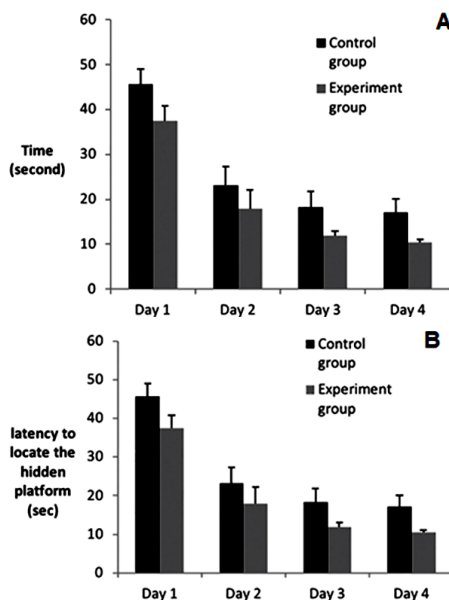 A
60
50
40
30
20
10
0
Time
(second)
Control
group
Experiment
group
Day 1 Day 2 Day 3 Day 4
B
60
50
40
30
20
10
0
latency to
locate the
hidden
platform
(sec)
Control
group
Experiment
group
Day 1 Day 2 Day 3 Day 4